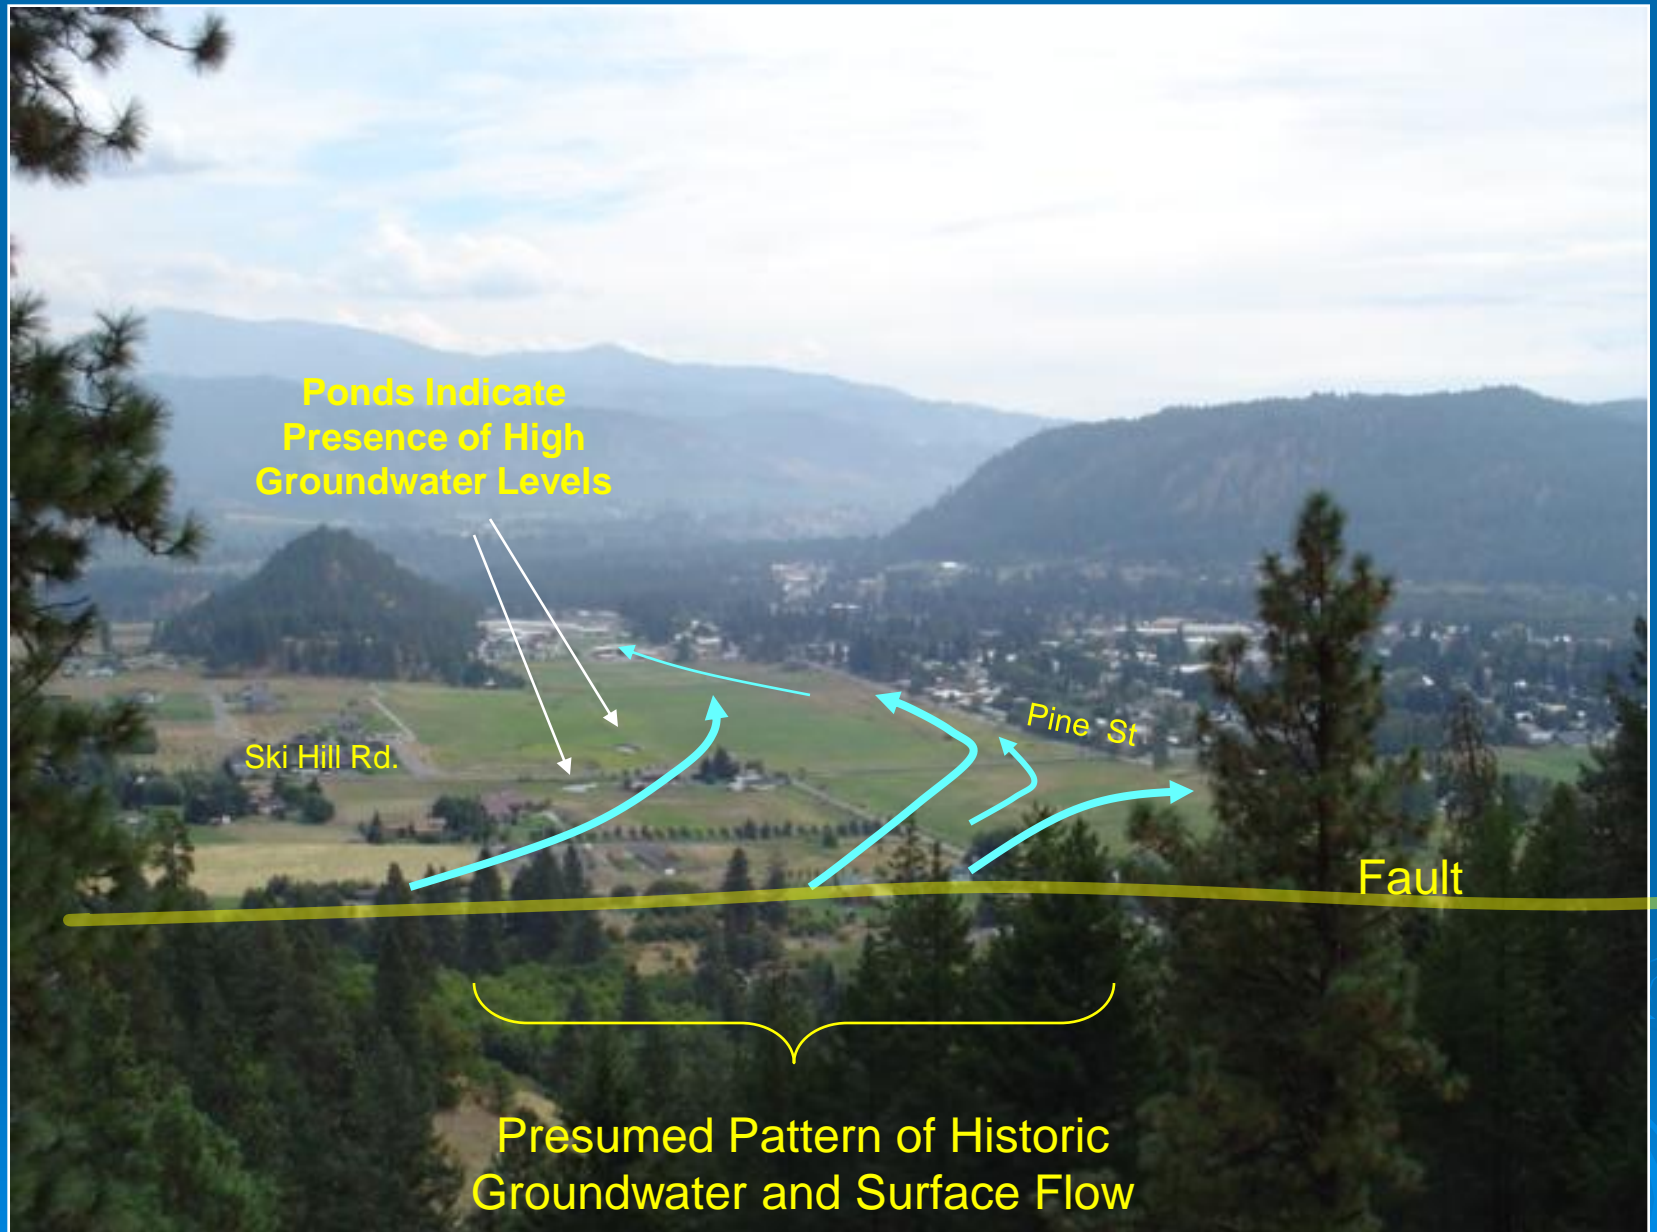 Ponds Indicate
Presence of High
Groundwater Levels
Ski Hill Rd.
Pine St
Fault
Presumed Pattern of Historic
Groundwater and Surface Flow